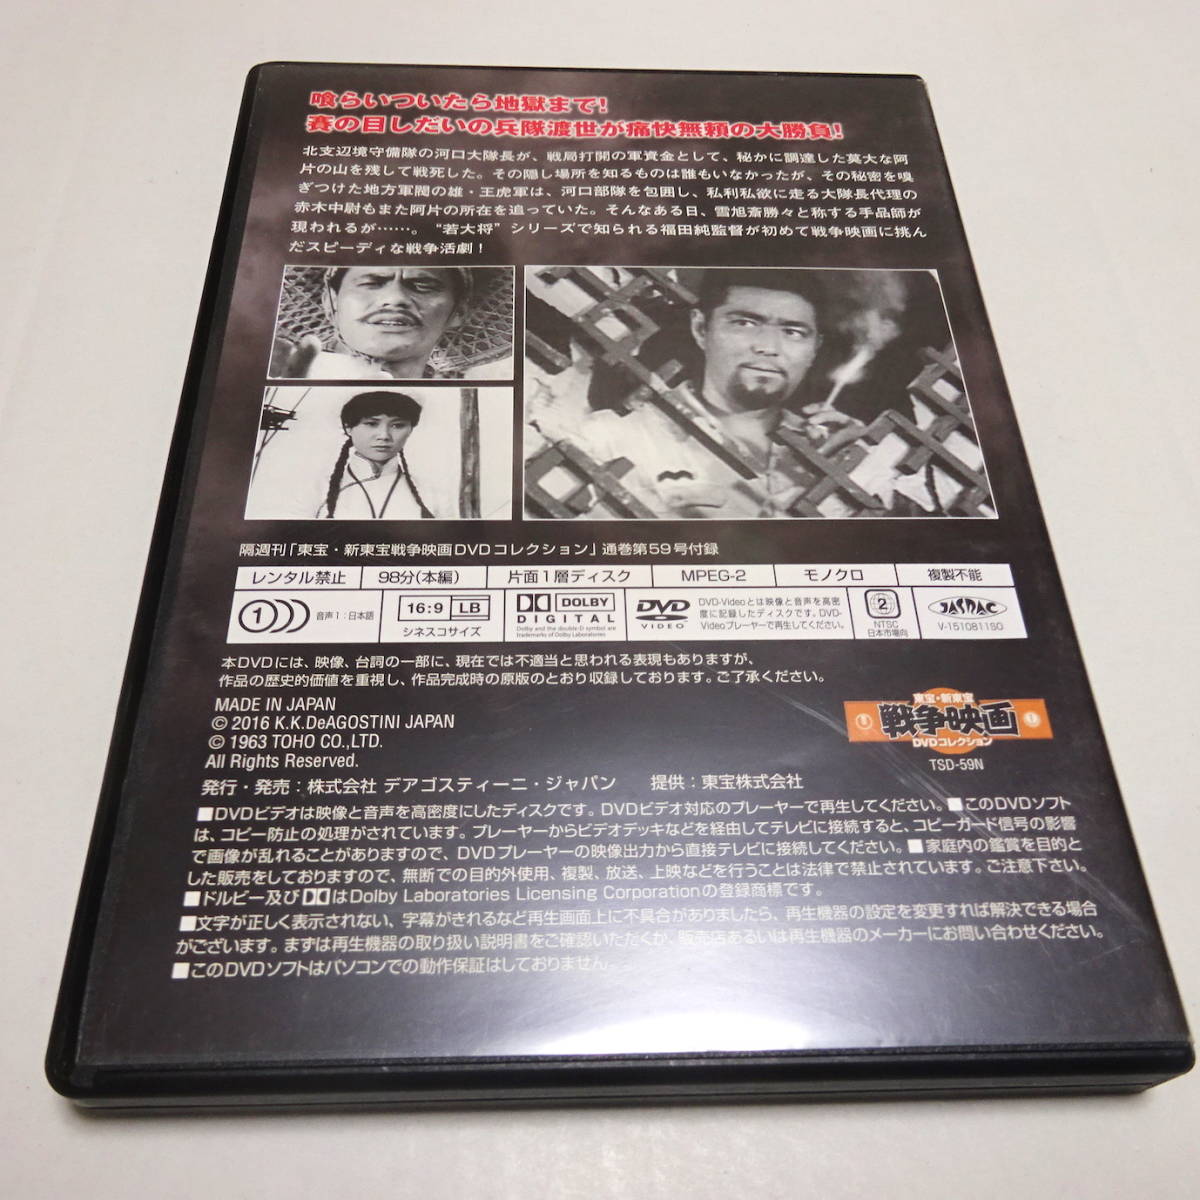 喰らいついたら地獄まで!
賽の目しだいの兵隊渡世が痛快無頼の大勝負!
北支辺境守備隊の河口大隊長が、戦局打開の軍資金として、秘かに調達した莫大な阿
片の山を残して戦死した。その隠し場所を知るものは誰もいなかったが、その秘密を嗅
ぎつけた地方軍閥の雄・王虎軍は、河口部隊を包囲し、私利私欲に走る大隊長代理の
赤木中尉もまた阿片の所在を追っていた。そんなある日、雪旭斎勝々と称する手品師が
現われるが……。“若大将”シリーズで知られる福田純監督が初めて戦争映画に挑ん
だスピーディな戦争活劇!
隔週刊「東宝・新東宝戦争映画DVDコレクション」通巻第59号付録
レンタル禁止 98分(本編) 片面1層ディスク MPEG-2 モノクロ 複製不能
1 音声1:日本語
16:9 LB
シネスコサイズ
DOLBY
DIGITAL
Dolby and the double-D symbol are
trademarks of Dolby Laboratories
DVD
VIDEO
DVD-Videoとは映像と音声を高密
度に記録したディスクです。DVD-
Videoプレーヤーで再生してください。
2
NTSC
日本市場向
JASRAC
V-1510811SO
本DVDには、映像、台詞の一部に、現在では不適当と思われる表現もありますが、
作品の歴史的価値を重視し、作品完成時の原版のとおり収録しております。ご了承ください。
MADE IN JAPAN
© 2016 K.K.DeAGOSTINI JAPAN
© 1963 TOHO CO.,LTD.
All Rights Reserved.
東宝・新東宝
戦争映画
DVDコレクション
TSD-59N
発行・発売:株式会社 デアゴスティーニ・ジャパン 提供:東宝株式会社
■DVDビデオは映像と音声を高密度にしたディスクです。DVDビデオ対応のプレーヤーで再生してください。■このDVDソフト
は、コピー防止の処理がされています。プレーヤーからビデオデッキなどを経由してテレビに接続すると、コピーガード信号の影響
で画像が乱れることがありますので、DVDプレーヤーの映像出力から直接テレビに接続してください。■家庭内の鑑賞を目的と
した販売をしておりますので、無断での目的外使用、複製、放送、上映などを行うことは法律で禁止されています。ご注意下さい。
■ドルビー及びはDolby Laboratories Licensing Corporationの登録商標です。
■文字が正しく表示されない、字幕がきれるなど再生画面上に不具合がありましたら、再生機器の設定を変更すれば解決できる場合
がございます。まずは再生機器の取り扱い説明書をご確認いただくか、販売店あるいは再生機器のメーカーにお問い合わせください。
■このDVDソフトはパソコンでの動作保証はしておりません。